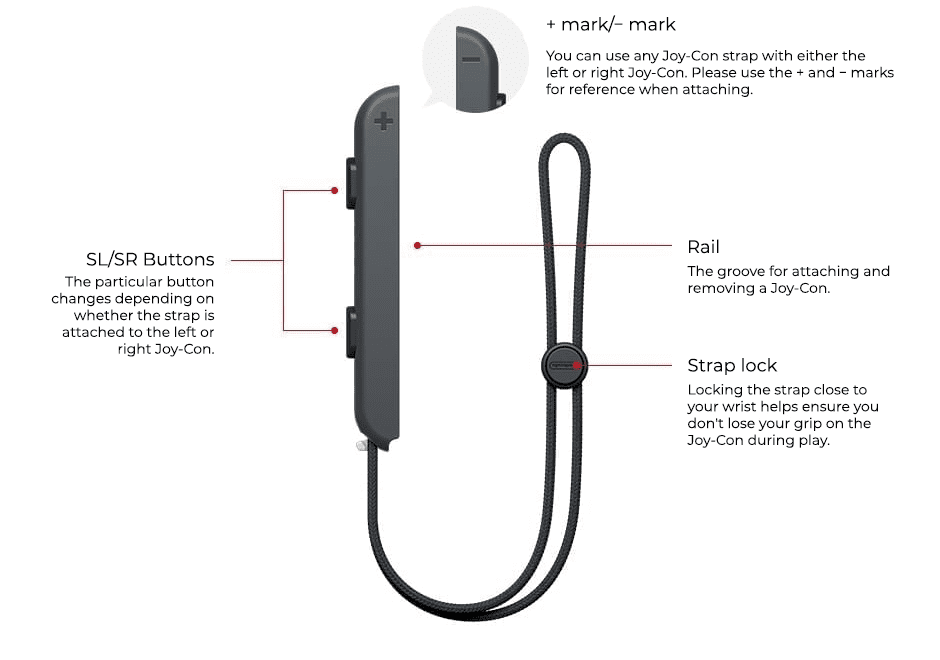 + mark/− mark
You can use any Joy-Con strap with either the
left or right Joy-Con. Please use the + and − marks
for reference when attaching.
SL/SR Buttons
The particular button
changes depending on
whether the strap is
attached to the left or
right Joy-Con.
Rail
The groove for attaching and
removing a Joy-Con.
Strap lock
Locking the strap close to
your wrist helps ensure you
don't lose your grip on the
Joy-Con during play.